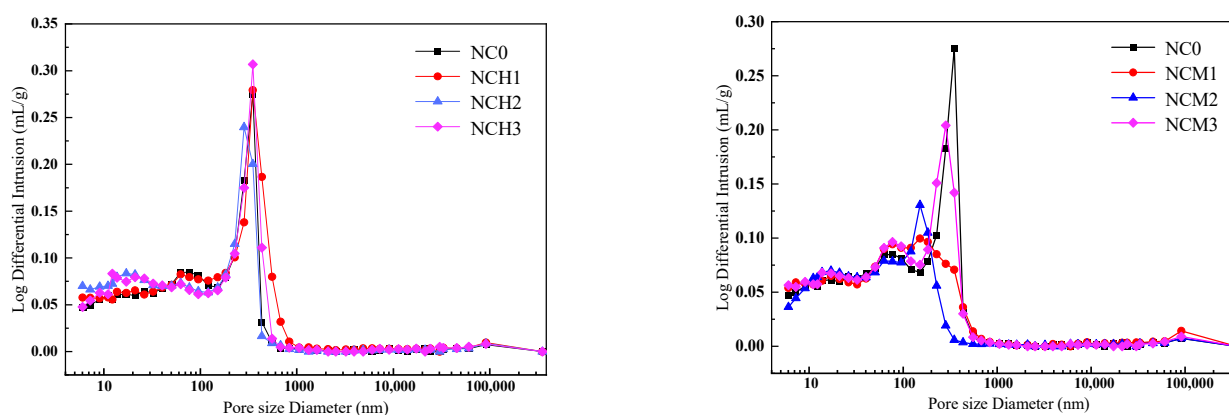 0.35
0.30
0.25
0.20
0.15
0.10
0.05
0.00
Log Differential Intrusion (mL/g)
NC0
NCH1
NCH2
NCH3
10
100
1000
10,000
100,000
Pore size Diameter (nm)
0.30
0.25
0.20
0.15
0.10
0.05
0.00
Log Differential Intrusion (mL/g)
NC0
NCM1
NCM2
NCM3
10
100
1000
10,000
100,000
Pore size Diameter (nm)